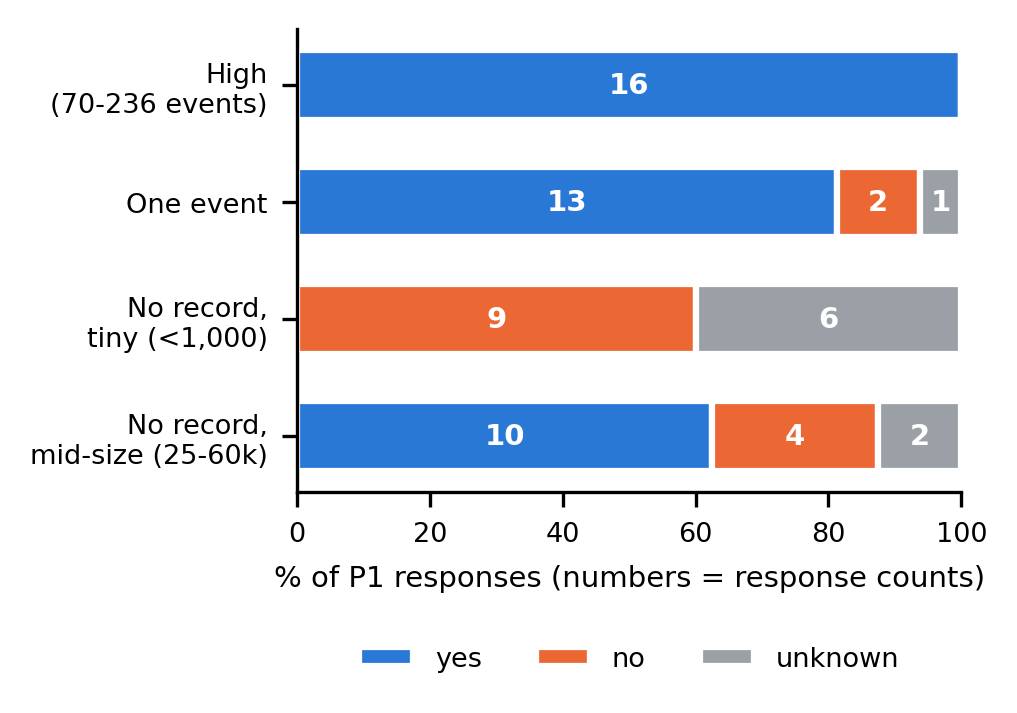 High
(70-236 events)
16
One event
13 2 1
No record,
tiny (<1,000)
9 6
No record,
mid-size (25-60k)
10 4 2
0 20 40 60 80 100
% of P1 responses (numbers = response counts)
yes no unknown